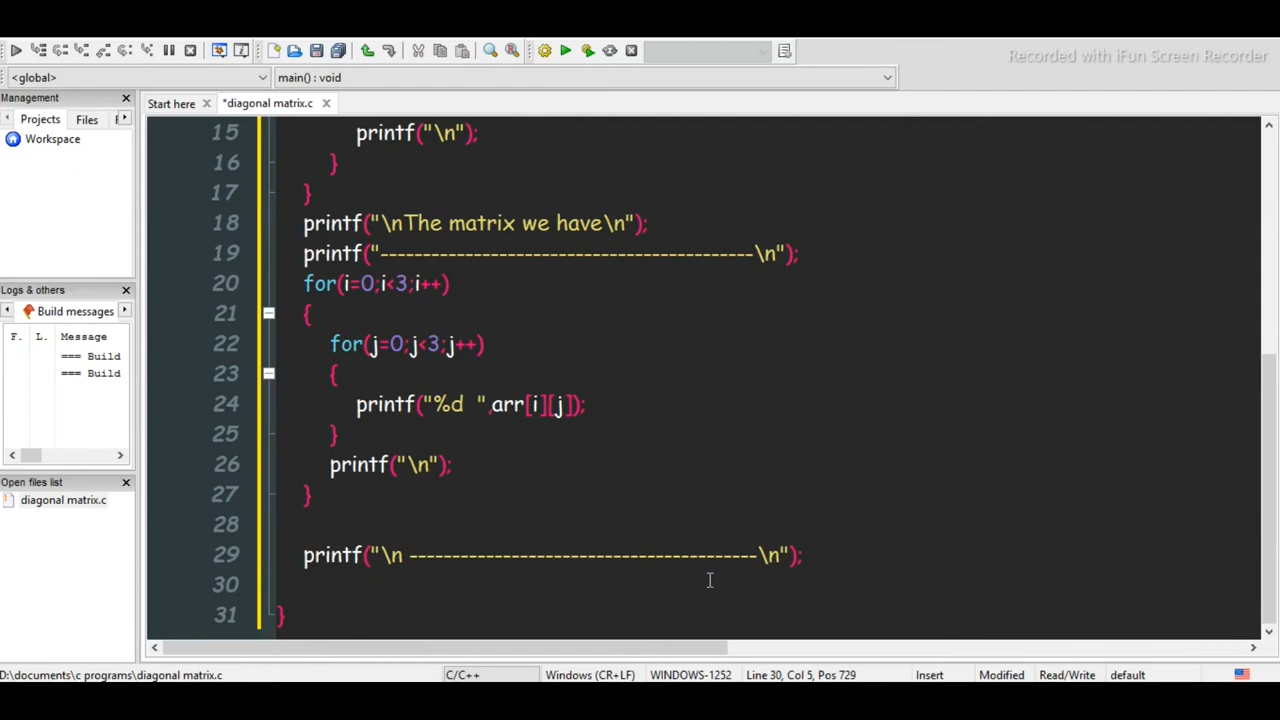 Recorded with iFun Screen Recorder
<global>
main() : void
Management
Start here
*diagonal matrix.c
Projects
Files
Workspace
15 printf("\n");
16 }
17 }
18 printf("\nThe matrix we have\n");
19 printf("--------------------------------------------\n");
20 for(i=0;i<3;i++)
21 {
22 for(j=0;j<3;j++)
23 {
24 printf("%d  ",arr[i][j]);
25 }
26 printf("\n");
27 }
28
29 printf("\n -----------------------------------------\n");
30
31 }
Logs & others
Build messages
F. L. Message
=== Build
=== Build
Open files list
diagonal matrix.c
D:\documents\c programs\diagonal matrix.c
C/C++
Windows (CR+LF)
WINDOWS-1252
Line 30, Col 5, Pos 729
Insert
Modified
Read/Write
default